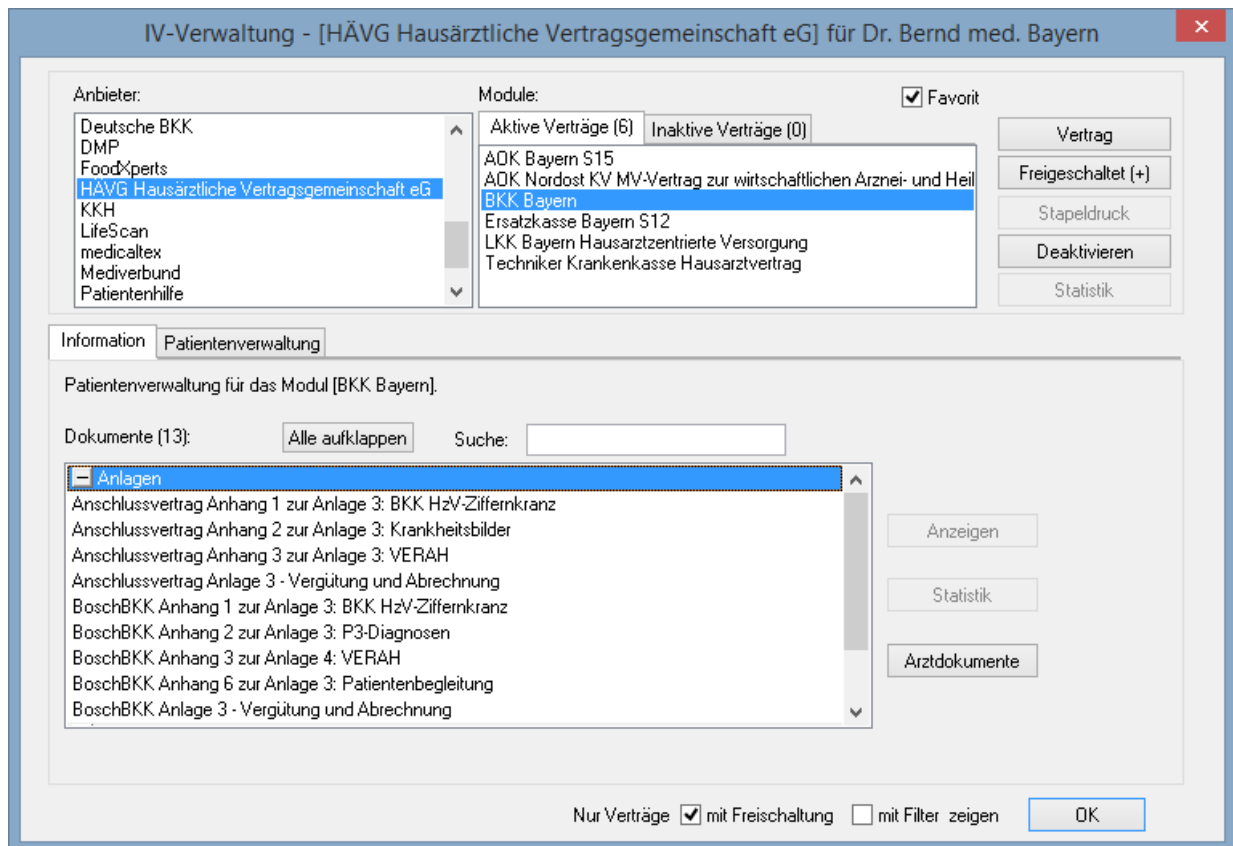 IV-Verwaltung - [HÄVG Hausärztliche Vertragsgemeinschaft eG] für Dr. Bernd med. Bayern
Anbieter:
Deutsche BKK
DMP
FoodXperts
HÄVG Hausärztliche Vertragsgemeinschaft eG
KKH
LifeScan
medicaltex
Mediverbund
Patientenhilfe
Module:
Favorit
Aktive Verträge (6)
Inaktive Verträge (0)
AOK Bayern S15
AOK Nordost KV MV-Vertrag zur wirtschaftlichen Arznei- und Heil
BKK Bayern
Ersatzkasse Bayern S12
LKK Bayern Hausarztzentrierte Versorgung
Techniker Krankenkasse Hausarztvertrag
Vertrag
Freigeschaltet (+)
Stapeldruck
Deaktivieren
Statistik
Information
Patientenverwaltung
Patientenverwaltung für das Modul [BKK Bayern].
Dokumente (13):
Alle aufklappen
Suche:
Anlagen
Anschlussvertrag Anhang 1 zur Anlage 3: BKK HzV-Ziffernkranz
Anschlussvertrag Anhang 2 zur Anlage 3: Krankheitsbilder
Anschlussvertrag Anhang 3 zur Anlage 3: VERAH
Anschlussvertrag Anlage 3 - Vergütung und Abrechnung
BoschBKK Anhang 1 zur Anlage 3: BKK HzV-Ziffernkranz
BoschBKK Anhang 2 zur Anlage 3: P3-Diagnosen
BoschBKK Anhang 3 zur Anlage 4: VERAH
BoschBKK Anhang 6 zur Anlage 3: Patientenbegleitung
BoschBKK Anlage 3 - Vergütung und Abrechnung
Anzeigen
Statistik
Arztdokumente
Nur Verträge
mit Freischaltung
mit Filter zeigen
OK